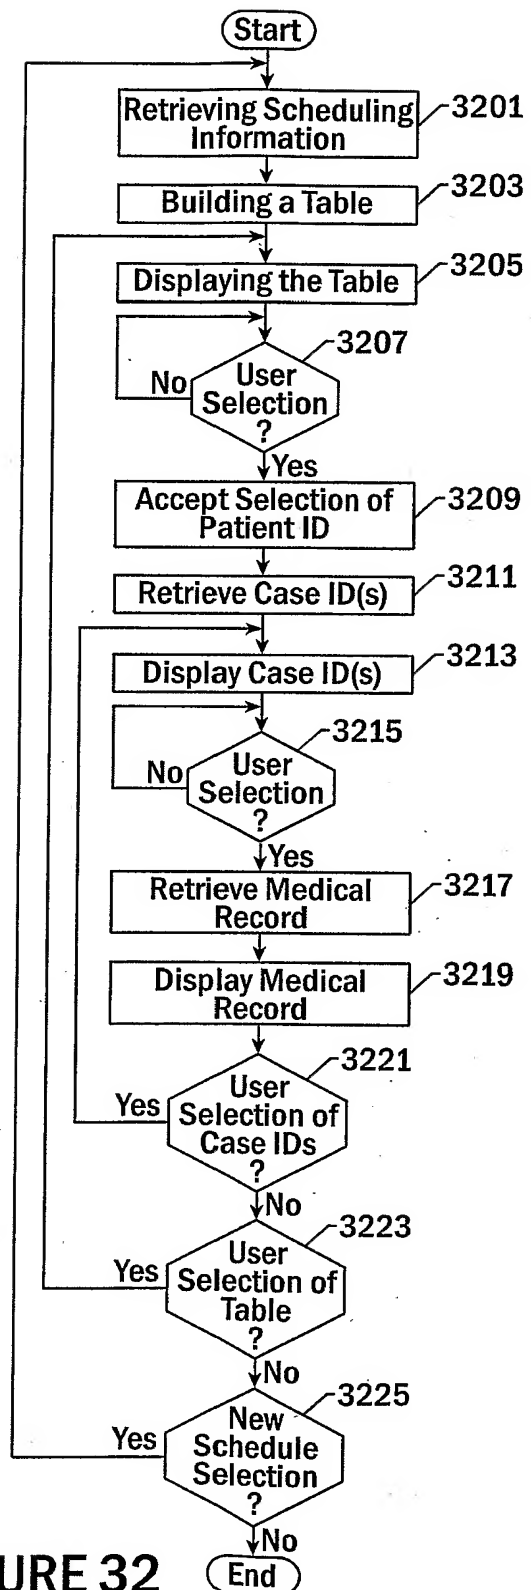 Start
Retrieving Scheduling
Information
3201
Building a Table
3203
Displaying the Table
3205
User
Selection
?
3207
No
Yes
Accept Selection of
Patient ID
3209
Retrieve Case ID(s)
3211
Display Case ID(s)
3213
User
Selection
?
3215
No
Yes
Retrieve Medical
Record
3217
Display Medical
Record
3219
User
Selection of
Case IDs
?
3221
Yes
No
User
Selection of
Table
?
3223
Yes
No
New
Schedule
Selection
?
3225
Yes
No
End
URE 32